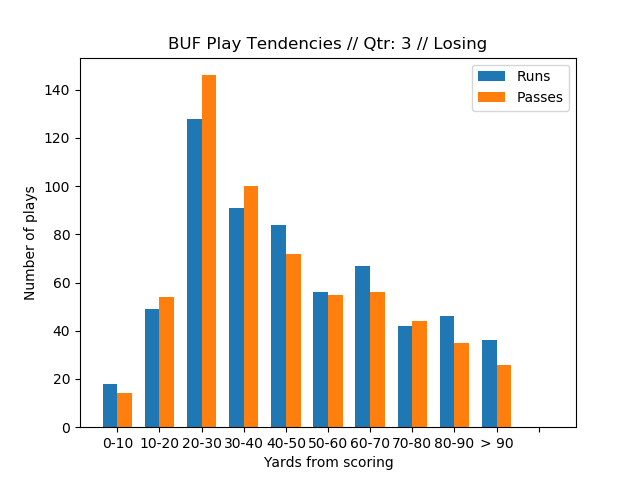 BUF Play Tendencies // Qtr: 3 // Losing
Runs
Passes
Number of plays
140
120
100
80
60
40
20
0
0-10 10-20 20-30 30-40 40-50 50-60 60-70 70-80 80-90 > 90
Yards from scoring